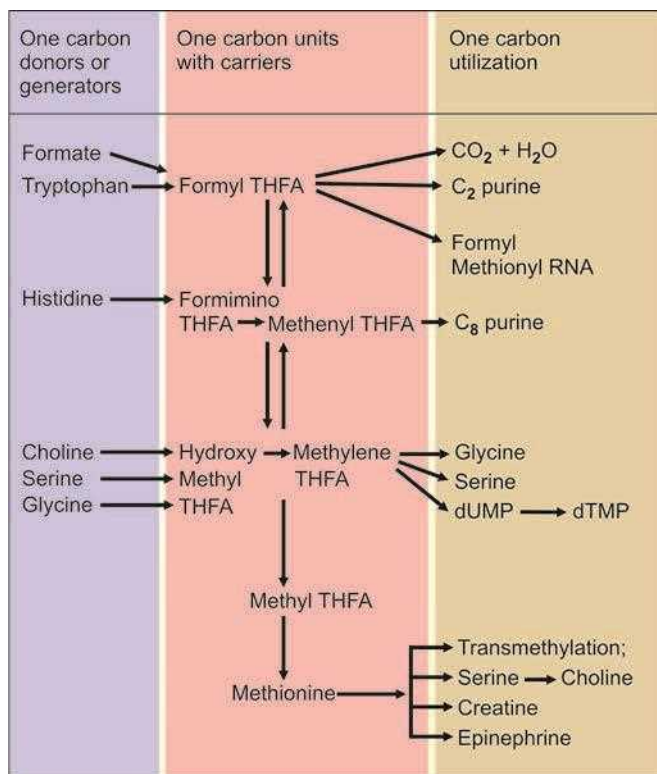 One carbon
donors or
generators
One carbon units
with carriers
One carbon
utilization
Formate
Tryptophan
Formyl THFA
CO₂ + H₂O
C₂ purine
Formyl
Methionyl RNA
Histidine
Formimino
THFA
Methenyl THFA
C₈ purine
Choline
Serine
Glycine
Hydroxy
Methyl
THFA
Methylene
THFA
Glycine
Serine
dUMP
dTMP
Methyl THFA
Methionine
Transmethylation;
Serine
Choline
Creatine
Epinephrine